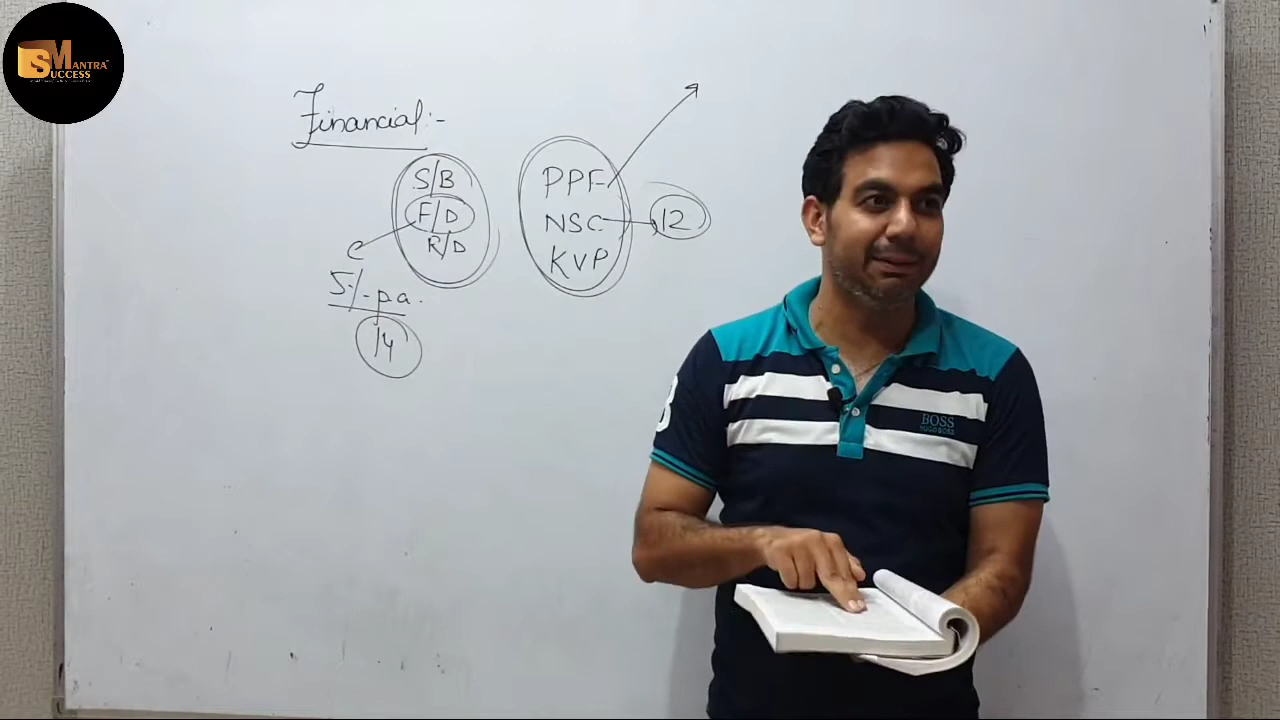 MANTRA
SUCCESS
Financial:-
S/B
F/D
R/D
5%. p.a.
14
PPF
NSC
KVP
12
BOSS
HUGO BOSS